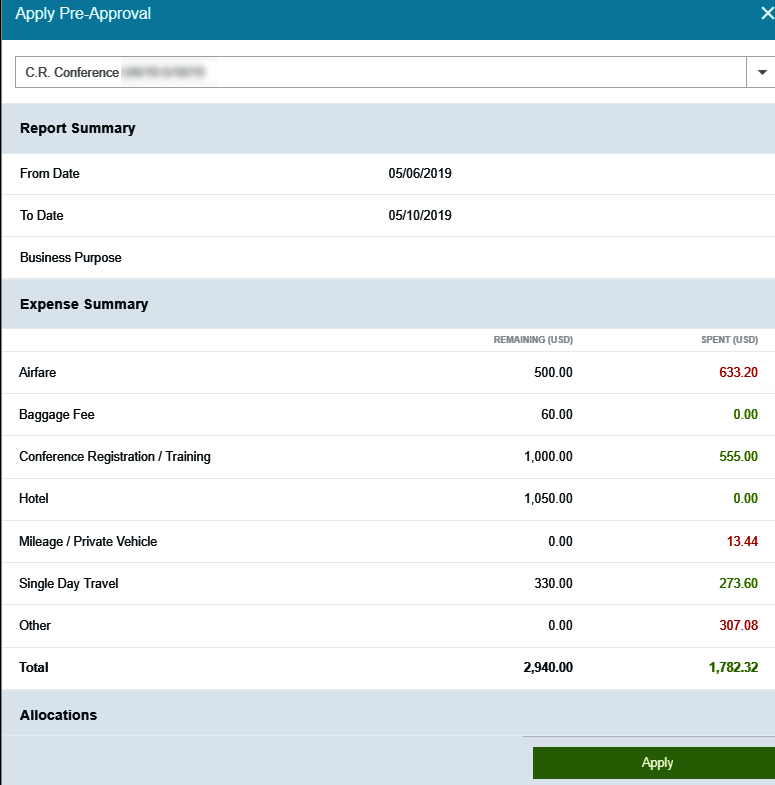 Apply Pre-Approval
C.R. Conference
Report Summary
From Date 05/06/2019
To Date 05/10/2019
Business Purpose
Expense Summary
REMAINING (USD) SPENT (USD)
Airfare 500.00 633.20
Baggage Fee 60.00 0.00
Conference Registration / Training 1,000.00 555.00
Hotel 1,050.00 0.00
Mileage / Private Vehicle 0.00 13.44
Single Day Travel 330.00 273.60
Other 0.00 307.08
Total 2,940.00 1,782.32
Allocations
Apply